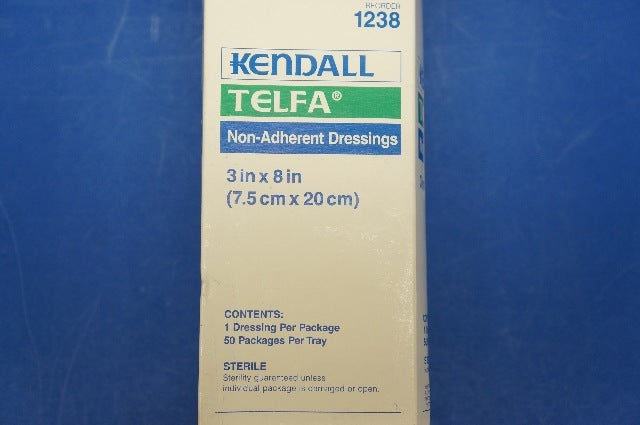 REORDER
1238
KENDALL
TELFA®
Non-Adherent Dressings
3 in x 8 in
(7.5 cm x 20 cm)
CONTENTS:
1 Dressing Per Package
50 Packages Per Tray
STERILE
Sterility guaranteed unless
individual package is damaged or open.